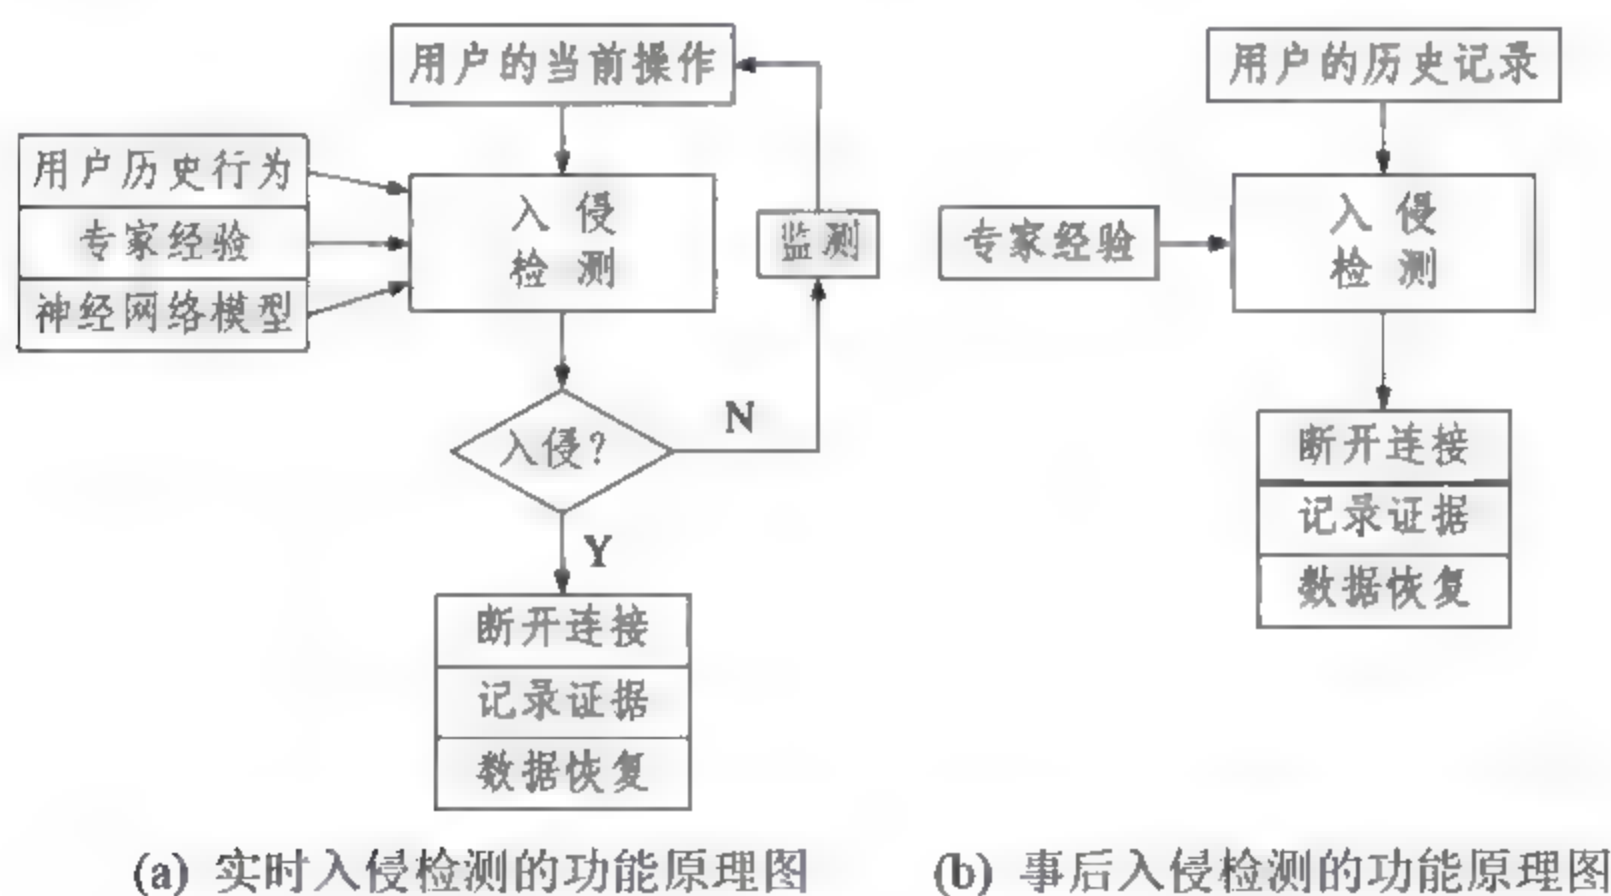 用户的当前操作
用户历史行为
专家经验
神经网络模型
入侵
检测
监测
入侵?
N
Y
断开连接
记录证据
数据恢复
(a) 实时入侵检测的功能原理图
用户的历史记录
专家经验
入侵
检测
断开连接
记录证据
数据恢复
(b) 事后入侵检测的功能原理图